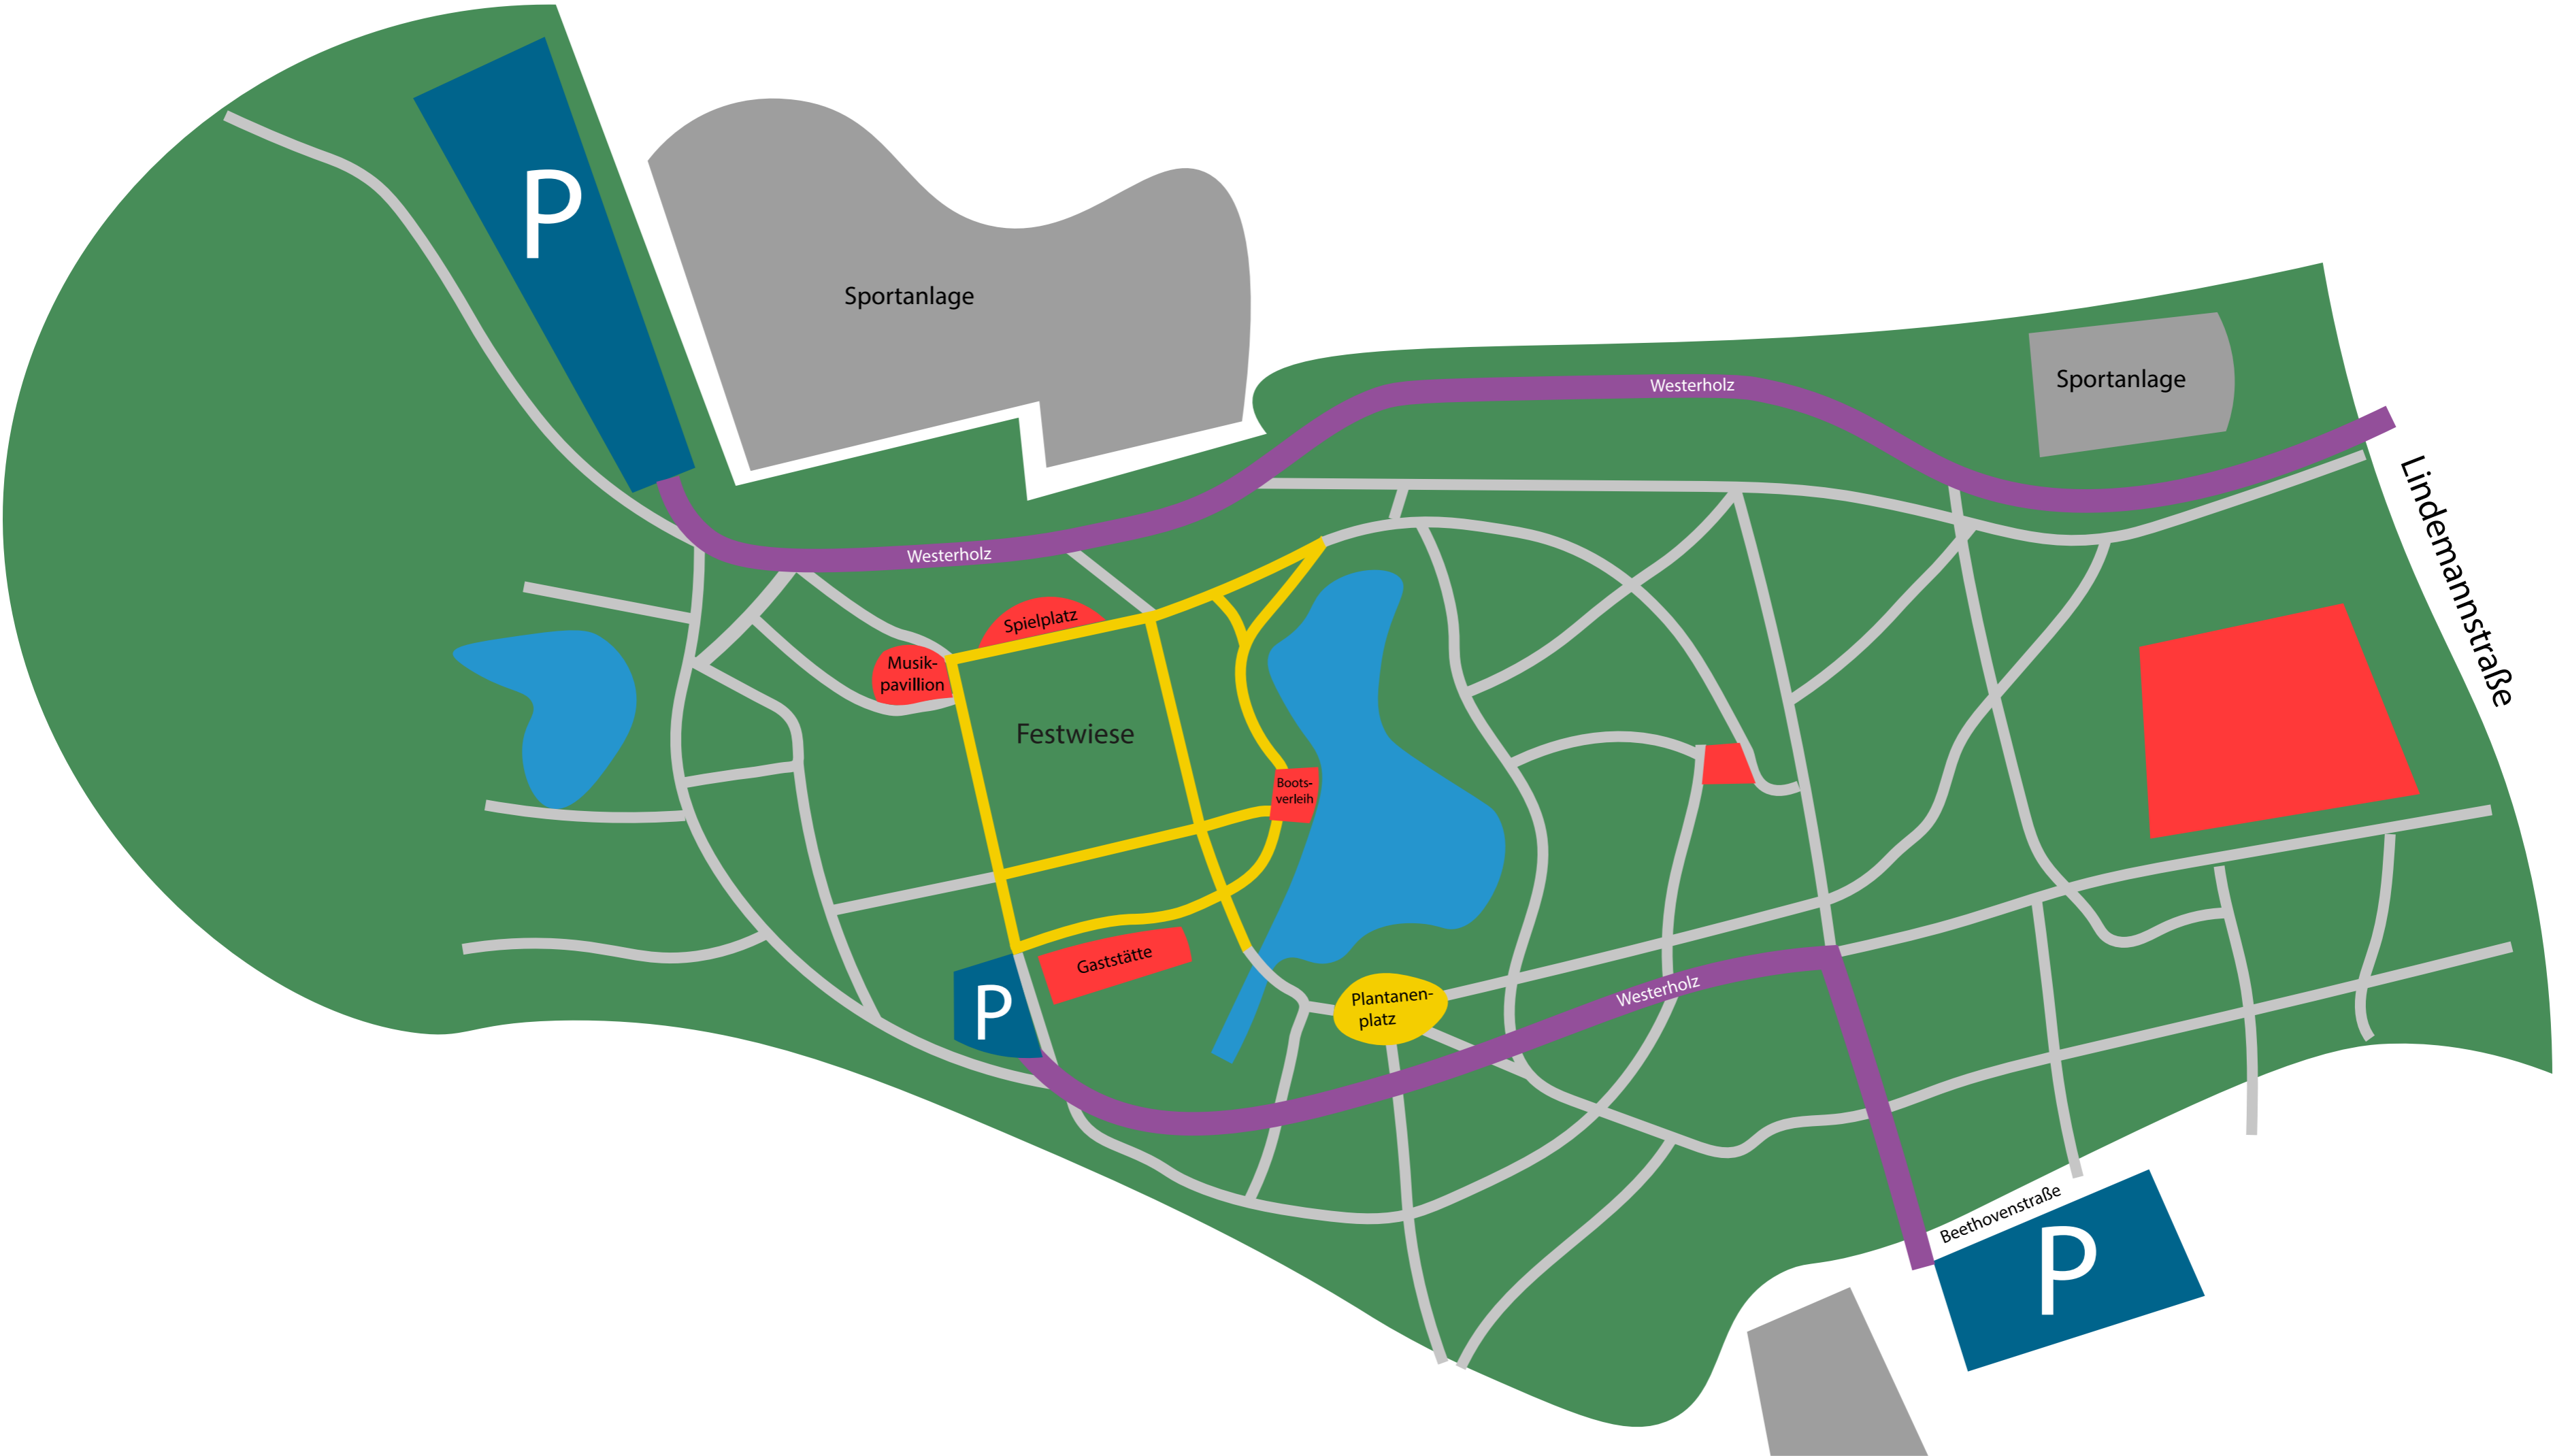 P
Sportanlage
Westerholz
Sportanlage
Lindemannstraße
Westerholz
Spielplatz
Musik-
pavillion
Festwiese
Boots-
verleih
Gaststätte
Plantanen-
platz
Westerholz
P
Beethovenstraße
P